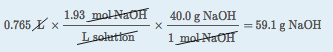 0.765 L × 1.93 mol NaOH / L solution × 40.0 g NaOH / 1 mol NaOH = 59.1 g NaOH